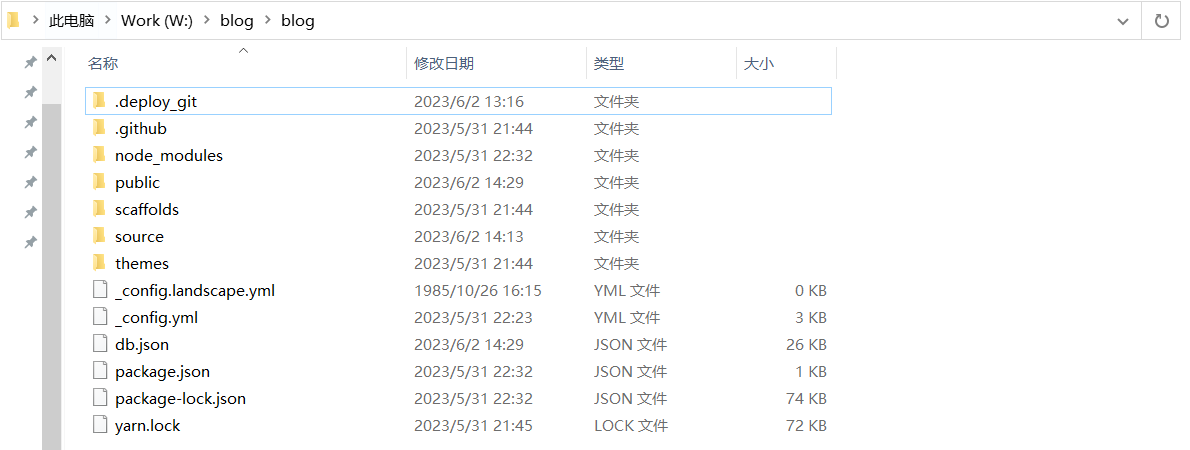 此电脑 > Work (W:) > blog > blog
名称 修改日期 类型 大小
.deploy_git 2023/6/2 13:16 文件夹
.github 2023/5/31 21:44 文件夹
node_modules 2023/5/31 22:32 文件夹
public 2023/6/2 14:29 文件夹
scaffolds 2023/5/31 21:44 文件夹
source 2023/6/2 14:13 文件夹
themes 2023/5/31 21:44 文件夹
_config.landscape.yml 1985/10/26 16:15 YML 文件 0 KB
_config.yml 2023/5/31 22:23 YML 文件 3 KB
db.json 2023/6/2 14:29 JSON 文件 26 KB
package.json 2023/5/31 22:32 JSON 文件 1 KB
package-lock.json 2023/5/31 22:32 JSON 文件 74 KB
yarn.lock 2023/5/31 21:45 LOCK 文件 72 KB